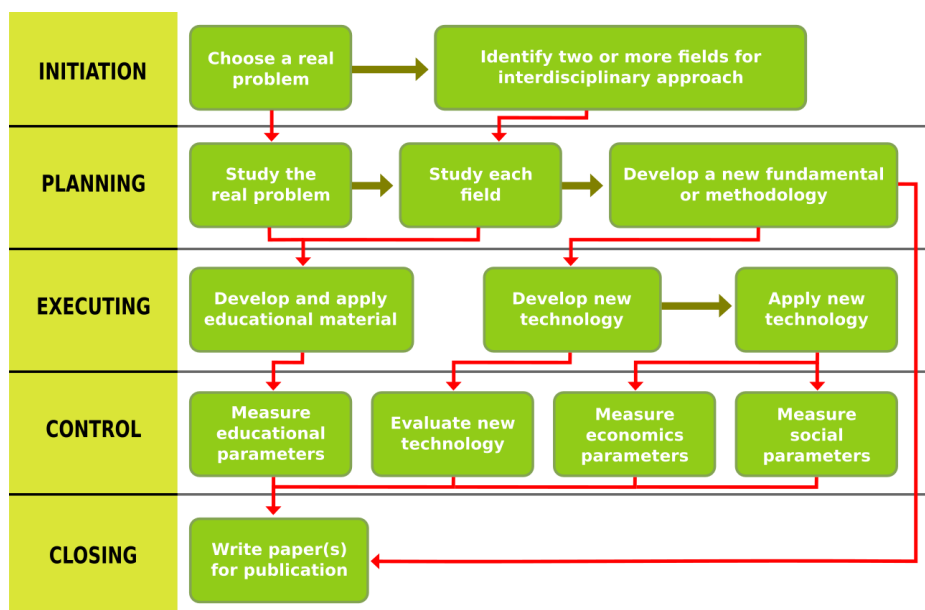 INITIATION
Choose a real
problem
Identify two or more fields for
interdisciplinary approach
PLANNING
Study the
real problem
Study each
field
Develop a new fundamental
or methodology
EXECUTING
Develop and apply
educational material
Develop new
technology
Apply new
technology
CONTROL
Measure
educational
parameters
Evaluate new
technology
Measure
economics
parameters
Measure
social
parameters
CLOSING
Write paper(s)
for publication